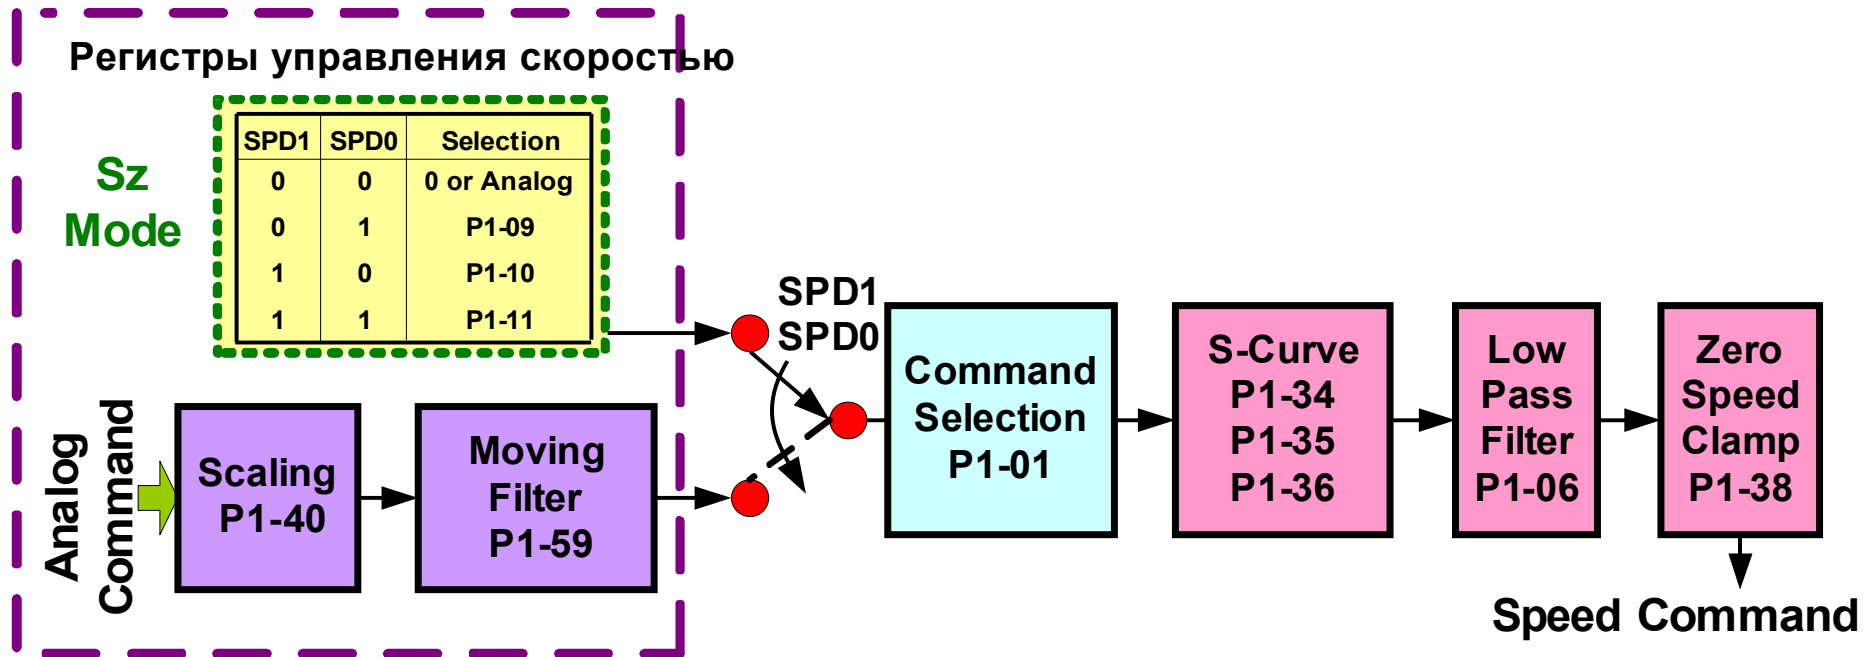 Регистры управления скоростью
Sz
Mode
SPD1 SPD0 Selection
0 0 0 or Analog
0 1 P1-09
1 0 P1-10
1 1 P1-11
Analog
Command
Scaling
P1-40
Moving
Filter
P1-59
SPD1
SPD0
Command
Selection
P1-01
S-Curve
P1-34
P1-35
P1-36
Low
Pass
Filter
P1-06
Zero
Speed
Clamp
P1-38
Speed Command